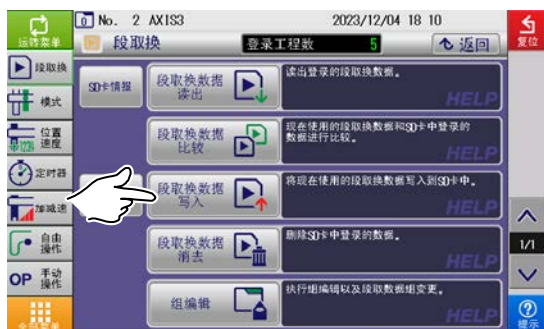 0 No. 2 AXIS3 2023/12/04 18 10
运转菜单
段取换 登录工程数 5 返回
复位
段取换
SD卡情报
段取换数据
读出
读出登录的段取换数据。
HELP
模式
位置
速度
段取换数据
比较
现在使用的段取换数据和SD卡中登录的
数据进行比较。
HELP
定时器
加减速
段取换数据
写入
将现在使用的段取换数据写入到SD卡中。
HELP
自由
操作
段取换数据
消去
删除SD卡中登录的数据。
HELP
1/1
OP 手动
操作
组编辑
执行组编辑以及段取数据组变更。
HELP
全部菜单
提示